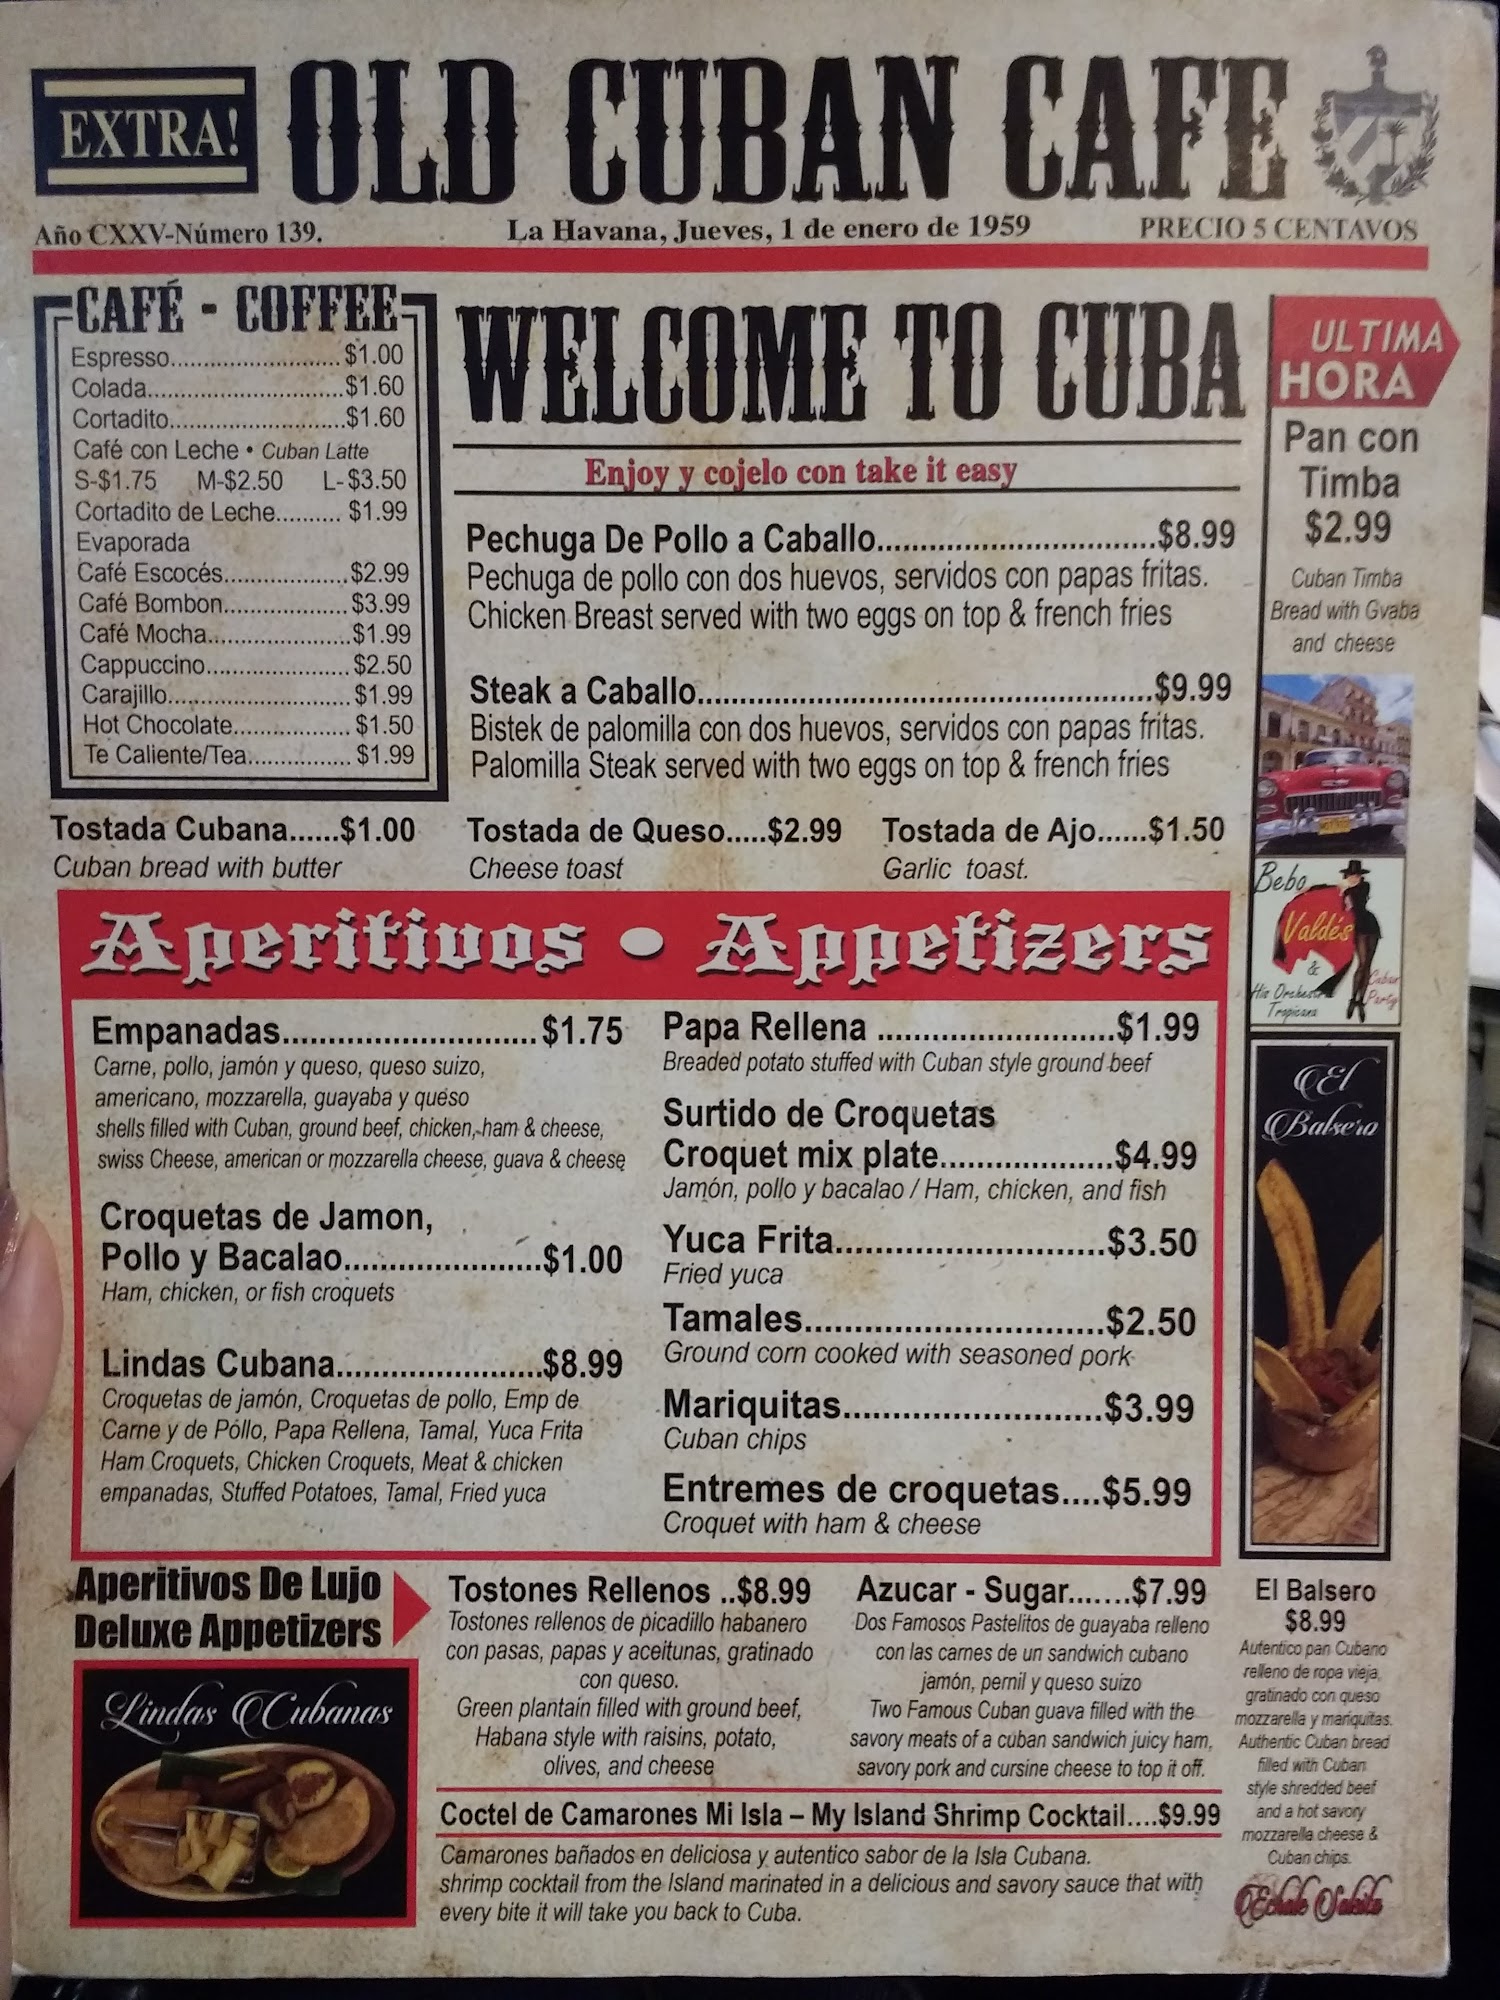 EXTRA!
OLD CUBAN CAFE
Año CXXV-Número 139.
La Havana, Jueves, 1 de enero de 1959
PRECIO 5 CENTAVOS
CAFÉ - COFFEE
Espresso..............................$1.00
Colada.................................$1.60
Cortadito..............................$1.60
Café con Leche • Cuban Latte
S-$1.75 M-$2.50 L-$3.50
Cortadito de Leche.......... $1.99
Evaporada
Café Escocés....................$2.99
Café Bombon.................... $3.99
Café Mocha.......................$1.99
Cappuccino....................... $2.50
Carajillo.............................. $1.99
Hot Chocolate................... $1.50
Te Caliente/Tea................. $1.99
WELCOME TO CUBA
Enjoy y cojelo con take it easy
Pechuga De Pollo a Caballo................................$8.99
Pechuga de pollo con dos huevos, servidos con papas fritas.
Chicken Breast served with two eggs on top & french fries
Steak a Caballo....................................................$9.99
Bistek de palomilla con dos huevos, servidos con papas fritas.
Palomilla Steak served with two eggs on top & french fries
ULTIMA
HORA
Pan con
Timba
$2.99
Cuban Timba
Bread with Gvaba
and cheese
Tostada Cubana......$1.00
Cuban bread with butter
Tostada de Queso.....$2.99
Cheese toast
Tostada de Ajo......$1.50
Garlic toast.
Bebo
Valdés
&
His Orchestra
Tropicana
Cuban
Party
Aperitivos • Appetizers
Empanadas............................$1.75
Carne, pollo, jamón y queso, queso suizo,
americano, mozzarella, guayaba y queso
shells filled with Cuban, ground beef, chicken, ham & cheese,
swiss Cheese, american or mozzarella cheese, guava & cheese
Croquetas de Jamon,
Pollo y Bacalao......................$1.00
Ham, chicken, or fish croquets
Lindas Cubana.......................$8.99
Croquetas de jamón, Croquetas de pollo, Emp de
Carne y de Póllo, Papa Rellena, Tamal, Yuca Frita
Ham Croquets, Chicken Croquets, Meat & chicken
empanadas, Stuffed Potatoes, Tamal, Fried yuca
Papa Rellena ..........................$1.99
Breaded potato stuffed with Cuban style ground beef
Surtido de Croquetas
Croquet mix plate...................$4.99
Jamón, pollo y bacalao / Ham, chicken, and fish
Yuca Frita..............................$3.50
Fried yuca
Tamales.................................$2.50
Ground corn cooked with seasoned pork
Mariquitas.............................$3.99
Cuban chips
Entremes de croquetas....$5.99
Croquet with ham & cheese
El
Balsero
Aperitivos De Lujo
Deluxe Appetizers
Lindas Cubanas
Tostones Rellenos ..$8.99
Tostones rellenos de picadillo habanero
con pasas, papas y aceitunas, gratinado
con queso.
Green plantain filled with ground beef,
Habana style with raisins, potato,
olives, and cheese
Azucar - Sugar.......$7.99
Dos Famosos Pastelitos de guayaba relleno
con las carnes de un sandwich cubano
jamón, pernil y queso suizo
Two Famous Cuban guava filled with the
savory meats of a cuban sandwich juicy ham,
savory pork and cursine cheese to top it off.
Coctel de Camarones Mi Isla – My Island Shrimp Cocktail....$9.99
Camarones bañados en deliciosa y autentico sabor de la Isla Cubana.
shrimp cocktail from the Island marinated in a delicious and savory sauce that with
every bite it will take you back to Cuba.
El Balsero
$8.99
Autentico pan Cubano
relleno de ropa vieja,
gratinado con queso
mozzarella y mariquitas.
Authentic Cuban bread
filled with Cuban
style shredded beef
and a hot savory
mozzarella cheese &
Cuban chips.
Echale Salsita